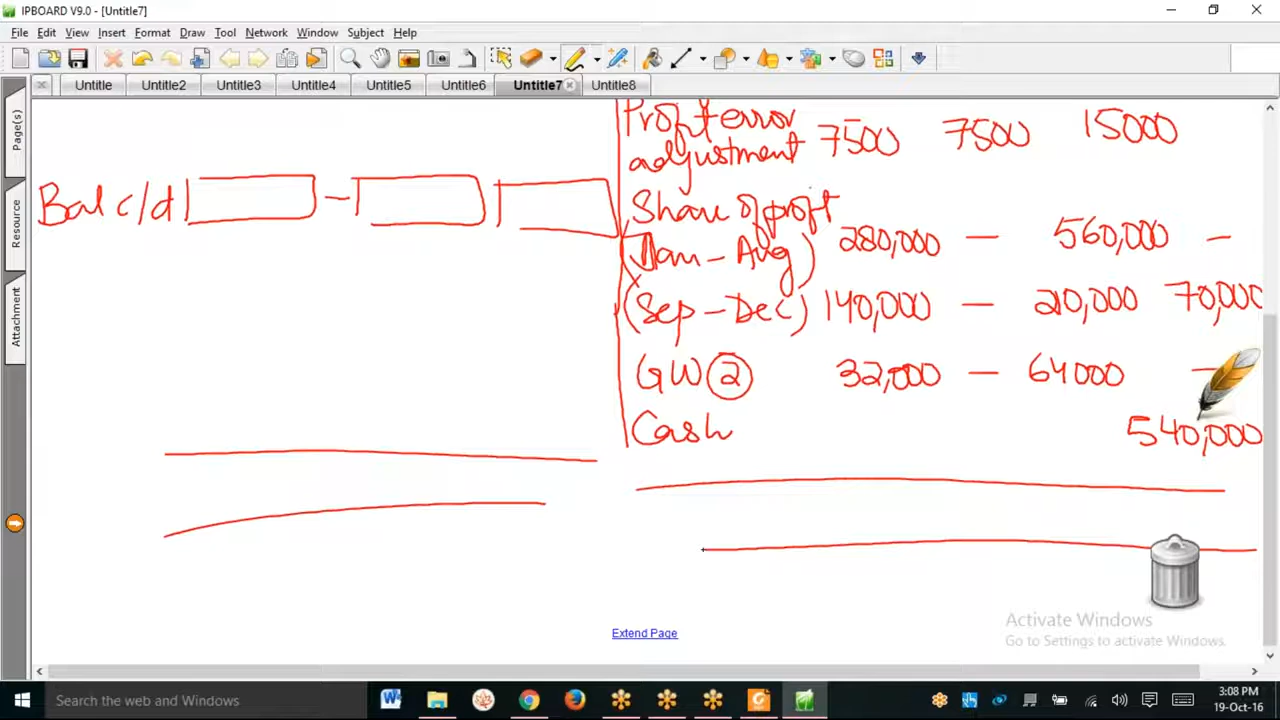 IPBOARD V9.0 - [Untitle7]
File Edit View Insert Format Draw Tool Network Window Subject Help
Untitle Untitle2 Untitle3 Untitle4 Untitle5 Untitle6 Untitle7 Untitle8
Page(s)
Resource
Attachment
Profit error
adjustment 7500 7500 15000
Bal c/d - 
Share of profit
(Jan - Aug) 280,000 - 560,000 -
(Sep - Dec) 140,000 - 210,000 70,000
GW 2 32,000 - 64000 -
Cash 540,000
Extend Page
Activate Windows
Go to Settings to activate Windows.
Search the web and Windows
3:08 PM
19-Oct-16